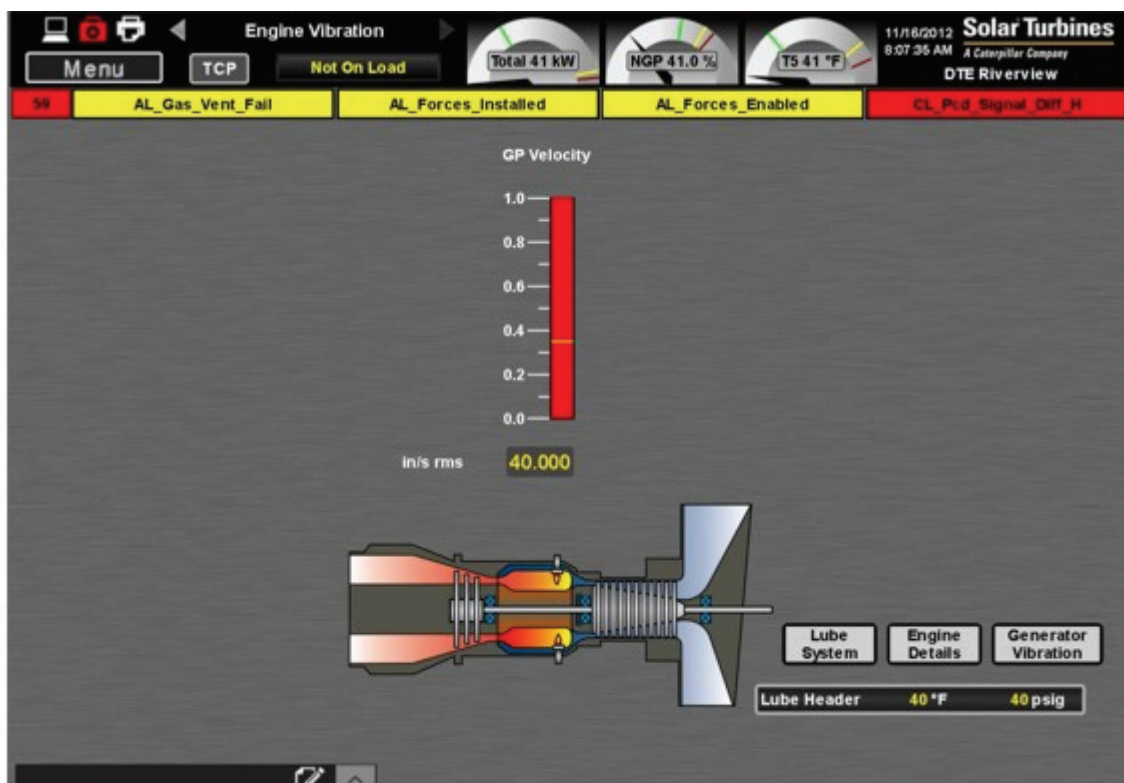 Engine Vibration
Menu
TCP
Not On Load
Total 41 kW
NGP 41.0 %
T5 41 °F
11/16/2012
8:07:35 AM
Solar Turbines
A Caterpillar Company
DTE Riverview
59
AL_Gas_Vent_Fail
AL_Forces_Installed
AL_Forces_Enabled
CL_Pcd_Signal_Diff_H
GP Velocity
1.0
0.8
0.6
0.4
0.2
0.0
in/s rms 40.000
Lube System
Engine Details
Generator Vibration
Lube Header 40 °F 40 psig